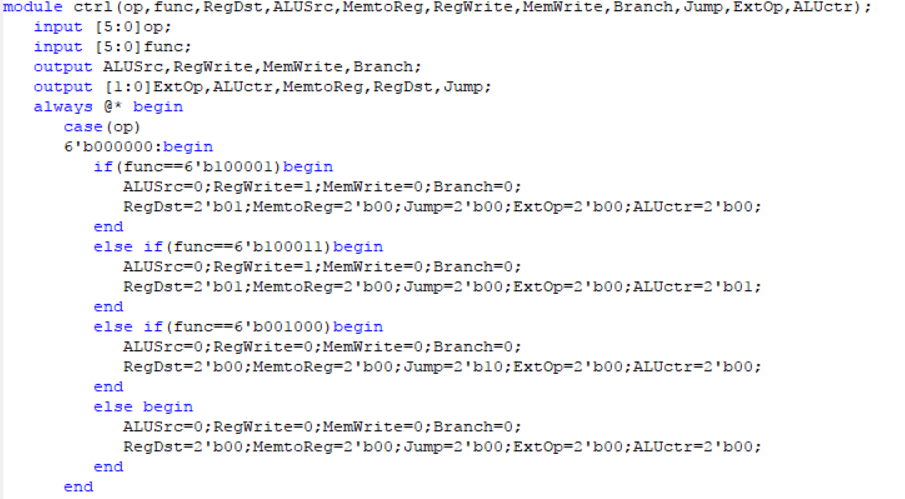 module ctrl(op,func,RegDst,ALUSrc,MemtoReg,RegWrite,MemWrite,Branch,Jump,ExtOp,ALUctr);
input [5:0]op;
input [5:0]func;
output ALUSrc,RegWrite,MemWrite,Branch;
output [1:0]ExtOp,ALUctr,MemtoReg,RegDst,Jump;
always @* begin
case(op)
6'b000000:begin
if(func==6'b100001)begin
ALUSrc=0;RegWrite=1;MemWrite=0;Branch=0;
RegDst=2'b01;MemtoReg=2'b00;Jump=2'b00;ExtOp=2'b00;ALUctr=2'b00;
end
else if(func==6'b100011)begin
ALUSrc=0;RegWrite=1;MemWrite=0;Branch=0;
RegDst=2'b01;MemtoReg=2'b00;Jump=2'b00;ExtOp=2'b00;ALUctr=2'b01;
end
else if(func==6'b001000)begin
ALUSrc=0;RegWrite=0;MemWrite=0;Branch=0;
RegDst=2'b00;MemtoReg=2'b00;Jump=2'b10;ExtOp=2'b00;ALUctr=2'b00;
end
else begin
ALUSrc=0;RegWrite=0;MemWrite=0;Branch=0;
RegDst=2'b00;MemtoReg=2'b00;Jump=2'b00;ExtOp=2'b00;ALUctr=2'b00;
end
end